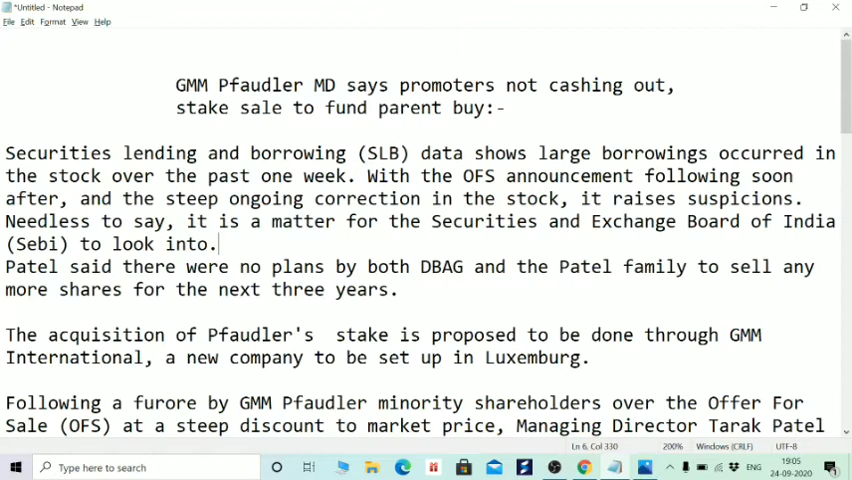 *Untitled - Notepad
File Edit Format View Help
GMM Pfaudler MD says promoters not cashing out,
stake sale to fund parent buy:-
Securities lending and borrowing (SLB) data shows large borrowings occurred in
the stock over the past one week. With the OFS announcement following soon
after, and the steep ongoing correction in the stock, it raises suspicions.
Needless to say, it is a matter for the Securities and Exchange Board of India
(Sebi) to look into.
Patel said there were no plans by both DBAG and the Patel family to sell any
more shares for the next three years.
The acquisition of Pfaudler's  stake is proposed to be done through GMM
International, a new company to be set up in Luxemburg.
Following a furore by GMM Pfaudler minority shareholders over the Offer For
Sale (OFS) at a steep discount to market price, Managing Director Tarak Patel
Ln 6, Col 330 200% Windows (CRLF) UTF-8
Type here to search
ENG
19:05
24-09-2020